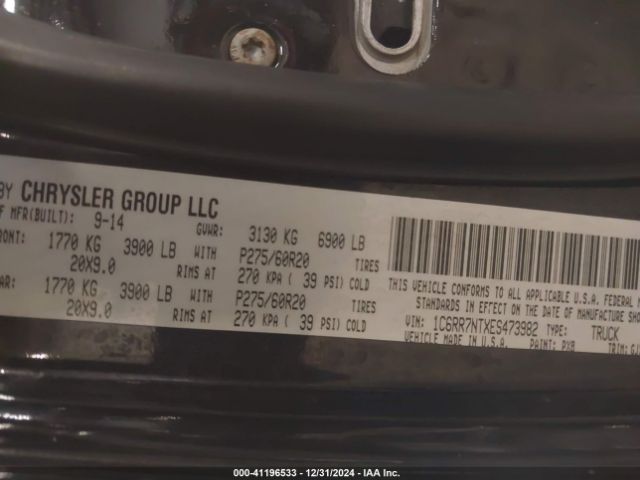 BY CHRYSLER GROUP LLC
OF MFR(BUILT): 9-14 GVWR: 3130 KG 6900 LB
FRONT: 1770 KG 3900 LB WITH P275/60R20 TIRES
20X9.0 RIMS AT 270 KPA ( 39 PSI) COLD
EAR: 1770 KG 3900 LB WITH P275/60R20 TIRES
20X9.0 RIMS AT 270 KPA ( 39 PSI) COLD
THIS VEHICLE CONFORMS TO ALL APPLICABLE U.S.A. FEDERAL
STANDARDS IN EFFECT ON THE DATE OF MANUFACTURE SHO
VIN: 1C6RR7NTXES473982 TYPE: TRUCK
VEHICLE MADE IN U.S.A. PAINT: PXR TRIM:
000-41196533 - 12/31/2024 - IAA Inc.